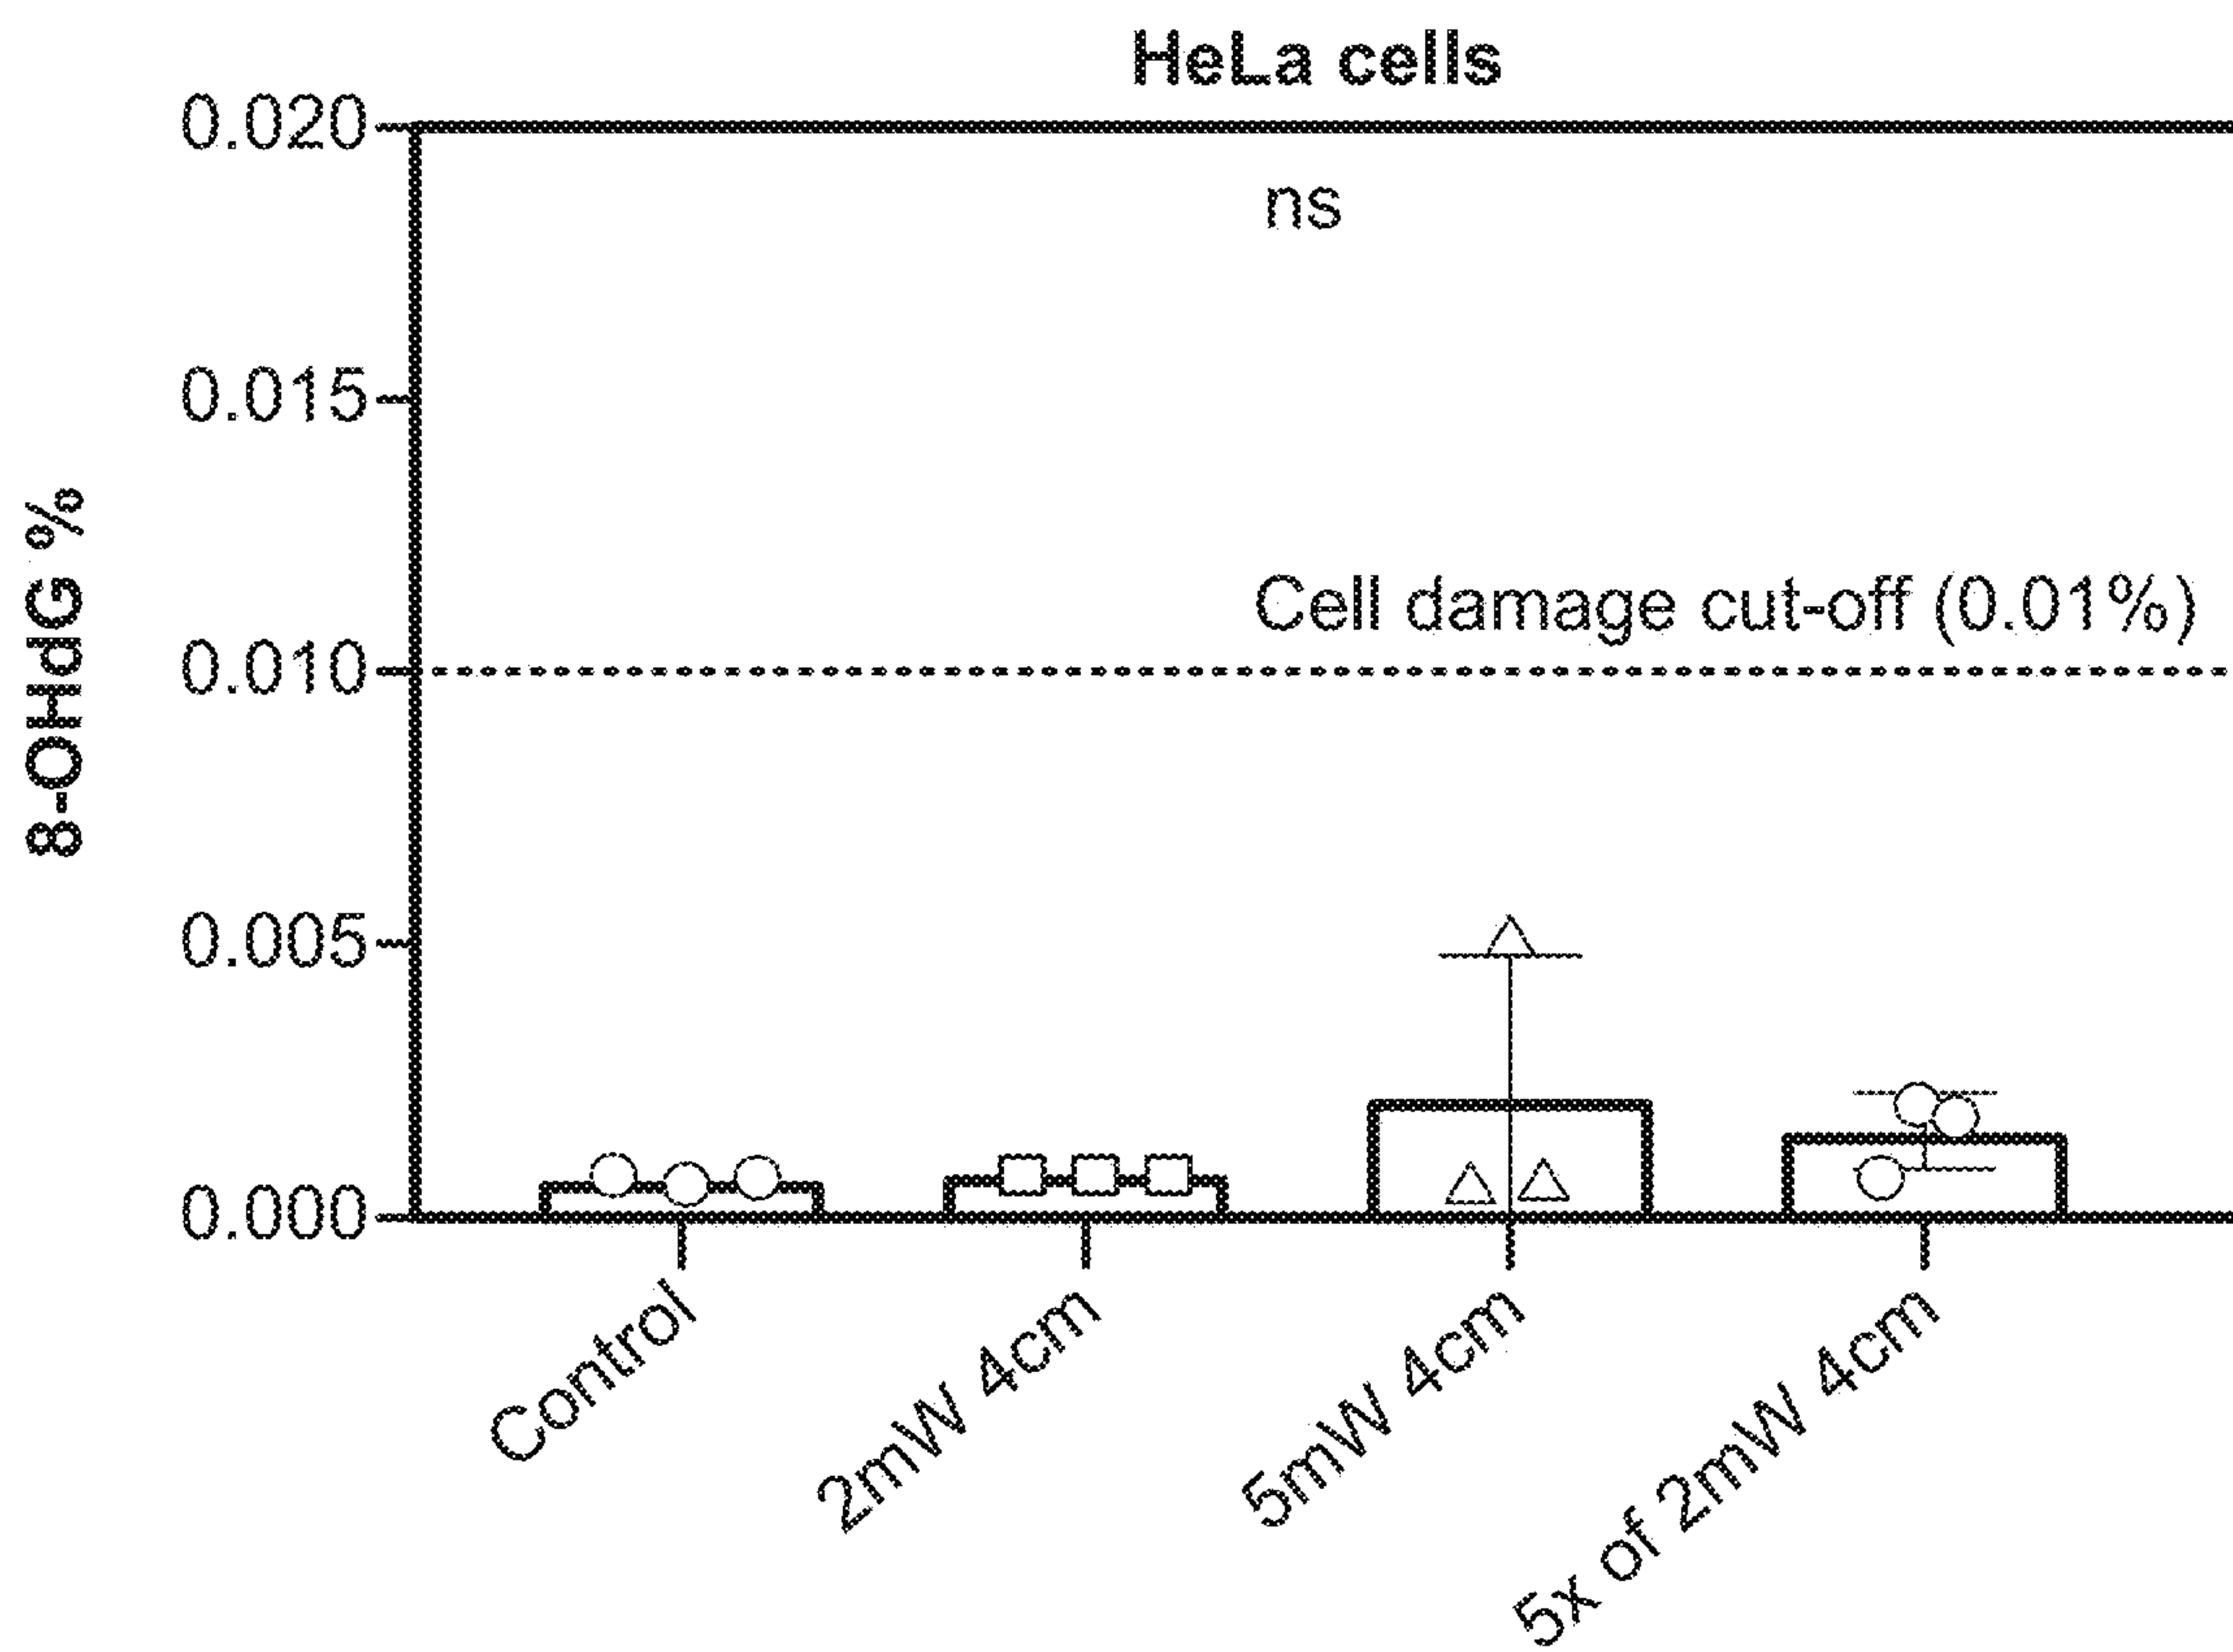 HeLa cells
0.020
ns
0.015
Cell damage cut-off (0.01%)
0.010
8-OHdG %
0.005
0.000
Control
2mW 4cm
5mW 4cm
5x of 2mW 4cm